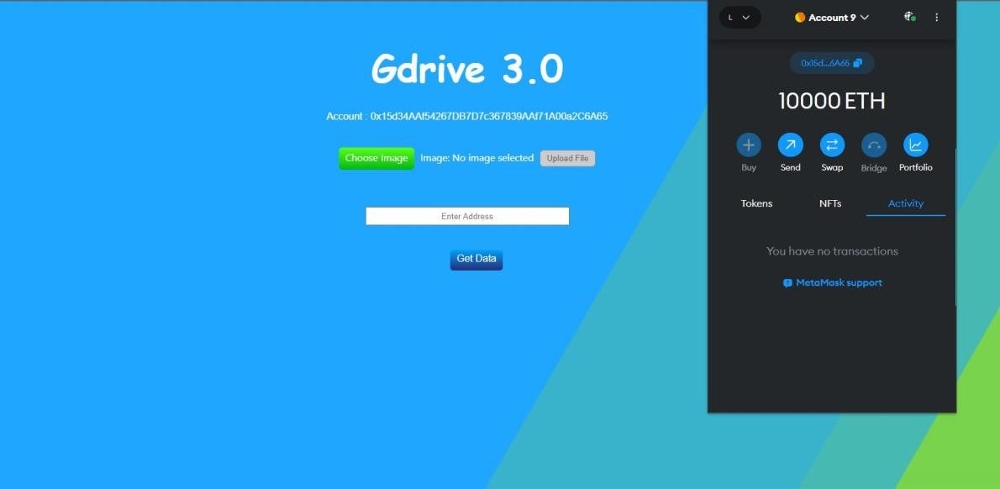 Gdrive 3.0
Account : 0x15d34AAf54267DB7D7c367839AAf71A00a2C6A65
Choose Image Image: No image selected Upload File
Enter Address
Get Data
L Account 9
0x15d...6A65
10000 ETH
Buy Send Swap Bridge Portfolio
Tokens NFTs Activity
You have no transactions
MetaMask support